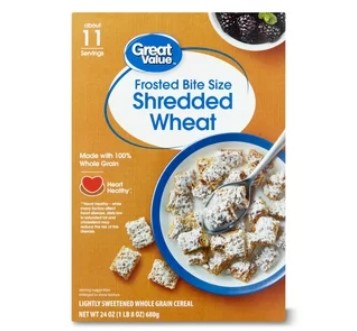 about
11
Servings
Great
Value
Frosted Bite Size
Shredded
Wheat
Made with 100%
Whole Grain
Heart
Healthy
LIGHTLY SWEETENED WHOLE GRAIN CEREAL
NET WT 24 OZ (1 LB 8 OZ) 680g